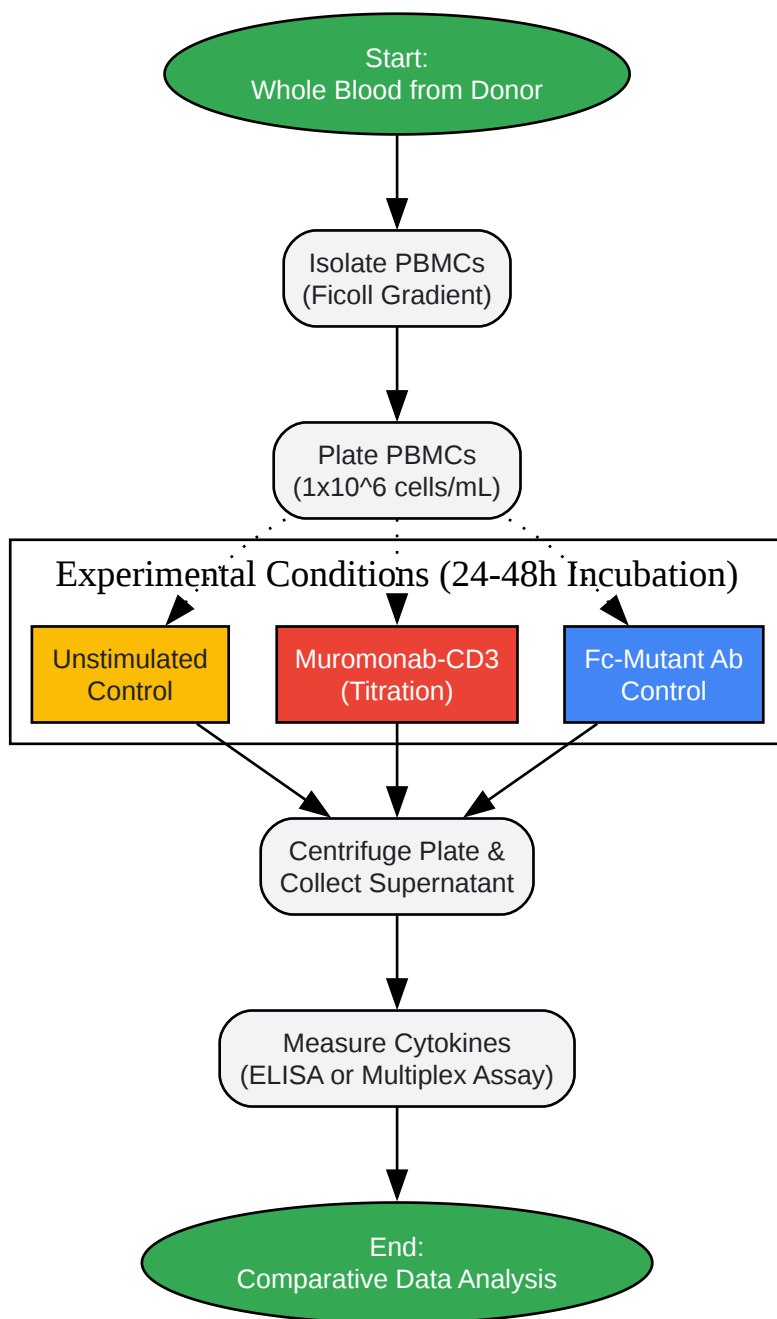 Start:
Whole Blood from Donor
Isolate PBMCs
(Ficoll Gradient)
Plate PBMCs
(1x10^6 cells/mL)
Experimental Conditions (24-48h Incubation)
Unstimulated
Control
Muromonab-CD3
(Titration)
Fc-Mutant Ab
Control
Centrifuge Plate &
Collect Supernatant
Measure Cytokines
(ELISA or Multiplex Assay)
End:
Comparative Data Analysis